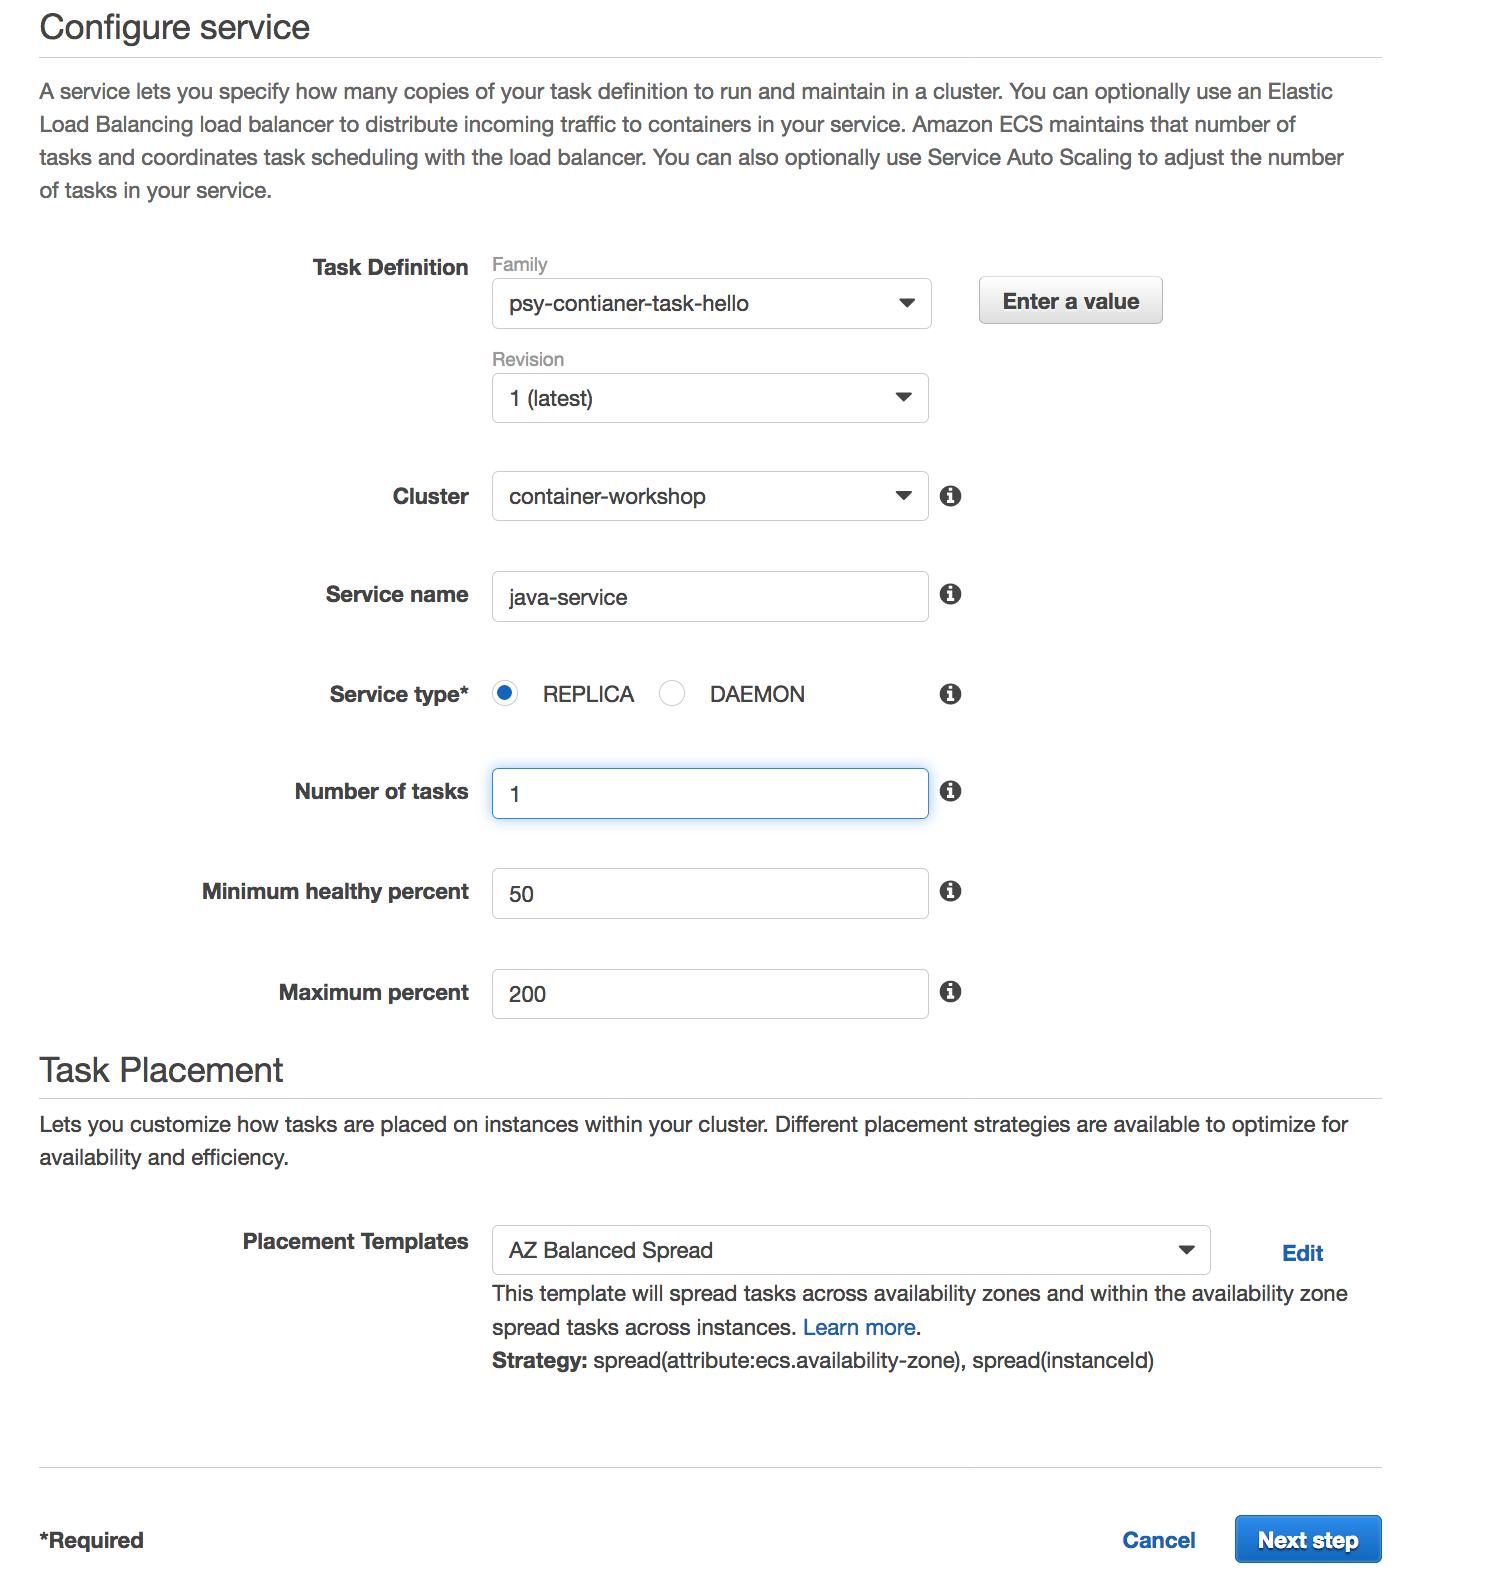 Configure service
A service lets you specify how many copies of your task definition to run and maintain in a cluster. You can optionally use an Elastic
Load Balancing load balancer to distribute incoming traffic to containers in your service. Amazon ECS maintains that number of
tasks and coordinates task scheduling with the load balancer. You can also optionally use Service Auto Scaling to adjust the number
of tasks in your service.
Task Definition
Family
psy-contianer-task-hello
Enter a value
Revision
1 (latest)
Cluster
container-workshop
Service name
java-service
Service type*
REPLICA
DAEMON
Number of tasks
1
Minimum healthy percent
50
Maximum percent
200
Task Placement
Lets you customize how tasks are placed on instances within your cluster. Different placement strategies are available to optimize for
availability and efficiency.
Placement Templates
AZ Balanced Spread
Edit
This template will spread tasks across availability zones and within the availability zone
spread tasks across instances. Learn more.
Strategy: spread(attribute:ecs.availability-zone), spread(instanceId)
*Required
Cancel
Next step